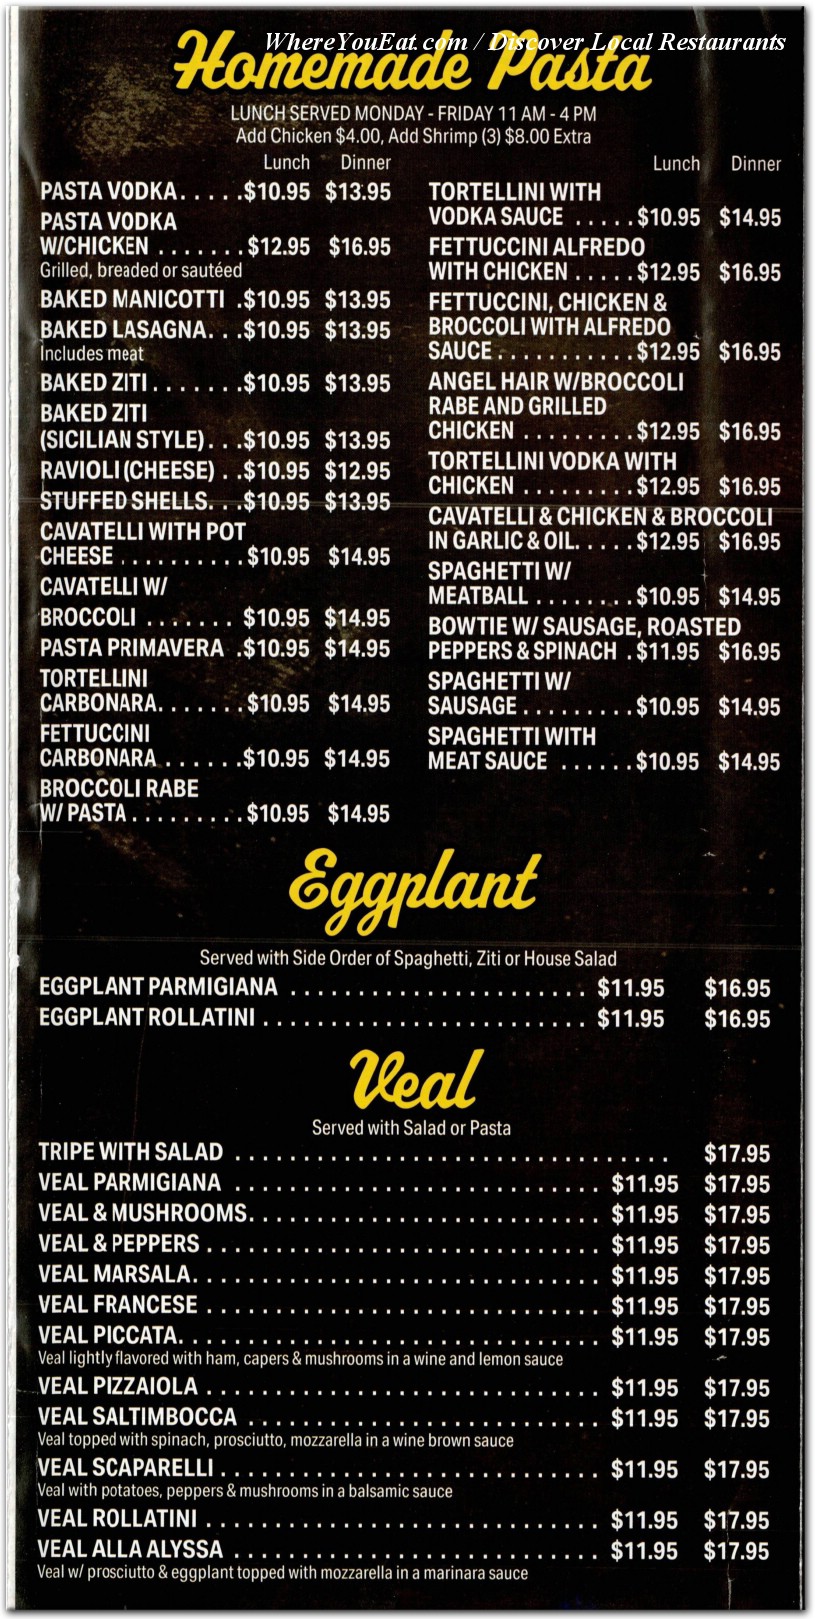 WhereYouEat.com / Discover Local Restaurants
Homemade Pasta
LUNCH SERVED MONDAY - FRIDAY 11 AM - 4 PM
Add Chicken $4.00, Add Shrimp (3) $8.00 Extra
Lunch Dinner
PASTA VODKA. . . . .$10.95 $13.95
PASTA VODKA
W/CHICKEN . . . . . . . $12.95 $16.95
Grilled, breaded or sautéed
BAKED MANICOTTI .$10.95 $13.95
BAKED LASAGNA. . .$10.95 $13.95
Includes meat
BAKED ZITI . . . . . . .$10.95 $13.95
BAKED ZITI
(SICILIAN STYLE) . . .$10.95 $13.95
RAVIOLI (CHEESE) . .$10.95 $12.95
STUFFED SHELLS. . .$10.95 $13.95
CAVATELLI WITH POT
CHEESE . . . . . . . . . . $10.95 $14.95
CAVATELLI W/
BROCCOLI . . . . . . . $10.95 $14.95
PASTA PRIMAVERA .$10.95 $14.95
TORTELLINI
CARBONARA. . . . . . .$10.95 $14.95
FETTUCCINI
CARBONARA . . . . . .$10.95 $14.95
BROCCOLI RABE
W/ PASTA . . . . . . . . . $10.95 $14.95
Lunch Dinner
TORTELLINI WITH
VODKA SAUCE . . . . . $10.95 $14.95
FETTUCCINI ALFREDO
WITH CHICKEN . . . . . $12.95 $16.95
FETTUCCINI, CHICKEN &
BROCCOLI WITH ALFREDO
SAUCE . . . . . . . . . . . $12.95 $16.95
ANGEL HAIR W/BROCCOLI
RABE AND GRILLED
CHICKEN . . . . . . . . . $12.95 $16.95
TORTELLINI VODKA WITH
CHICKEN . . . . . . . . . $12.95 $16.95
CAVATELLI & CHICKEN & BROCCOLI
IN GARLIC & OIL. . . . . $12.95 $16.95
SPAGHETTI W/
MEATBALL . . . . . . . . $10.95 $14.95
BOWTIE W/ SAUSAGE, ROASTED
PEPPERS & SPINACH . $11.95 $16.95
SPAGHETTI W/
SAUSAGE . . . . . . . . . $10.95 $14.95
SPAGHETTI WITH
MEAT SAUCE . . . . . . $10.95 $14.95
Eggplant
Served with Side Order of Spaghetti, Ziti or House Salad
EGGPLANT PARMIGIANA . . . . . . . . . . . . . . . . . . . . . . $11.95 $16.95
EGGPLANT ROLLATINI . . . . . . . . . . . . . . . . . . . . . . . . $11.95 $16.95
Veal
Served with Salad or Pasta
TRIPE WITH SALAD . . . . . . . . . . . . . . . . . . . . . . . . . . . . . . . . $17.95
VEAL PARMIGIANA . . . . . . . . . . . . . . . . . . . . . . . . . . . $11.95 $17.95
VEAL & MUSHROOMS. . . . . . . . . . . . . . . . . . . . . . . . . . $11.95 $17.95
VEAL & PEPPERS . . . . . . . . . . . . . . . . . . . . . . . . . . . . . $11.95 $17.95
VEAL MARSALA. . . . . . . . . . . . . . . . . . . . . . . . . . . . . . $11.95 $17.95
VEAL FRANCESE . . . . . . . . . . . . . . . . . . . . . . . . . . . . . $11.95 $17.95
VEAL PICCATA. . . . . . . . . . . . . . . . . . . . . . . . . . . . . . . $11.95 $17.95
Veal lightly flavored with ham, capers & mushrooms in a wine and lemon sauce
VEAL PIZZAIOLA . . . . . . . . . . . . . . . . . . . . . . . . . . . . . $11.95 $17.95
VEAL SALTIMBOCCA . . . . . . . . . . . . . . . . . . . . . . . . . . $11.95 $17.95
Veal topped with spinach, prosciutto, mozzarella in a wine brown sauce
VEAL SCAPARELLI . . . . . . . . . . . . . . . . . . . . . . . . . . . . $11.95 $17.95
Veal with potatoes, peppers & mushrooms in a balsamic sauce
VEAL ROLLATINI . . . . . . . . . . . . . . . . . . . . . . . . . . . . . $11.95 $17.95
VEAL ALLA ALYSSA . . . . . . . . . . . . . . . . . . . . . . . . . . . $11.95 $17.95
Veal w/ prosciutto & eggplant topped with mozzarella in a marinara sauce